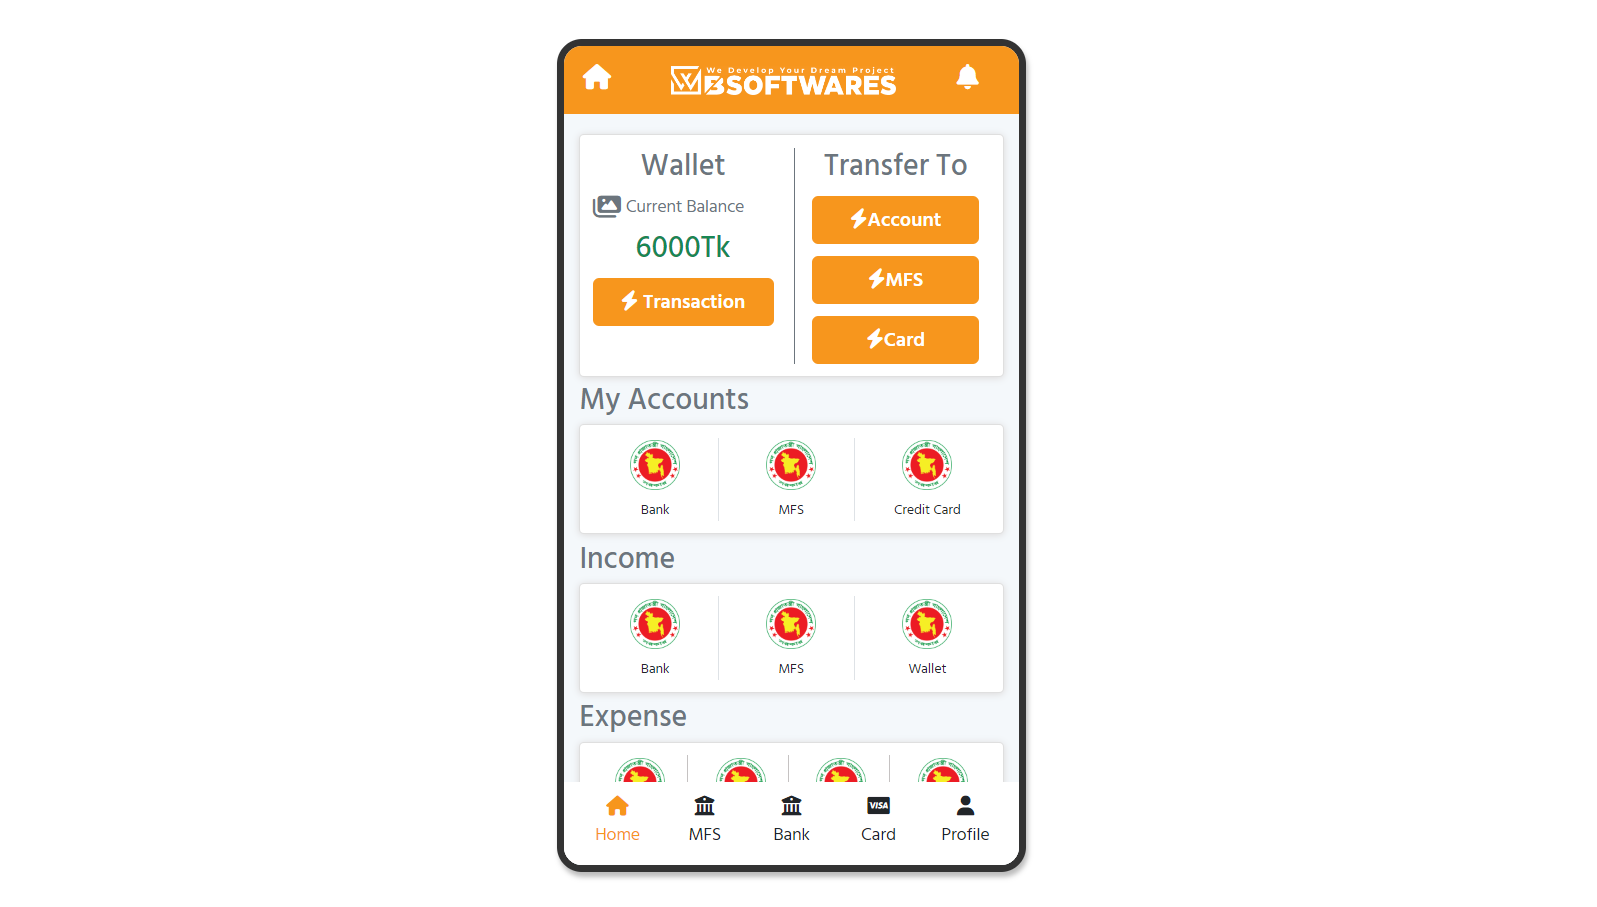 We Develop Your Dream Project
WBSOFTWARES
Wallet
Current Balance
6000Tk
Transaction
Transfer To
Account
MFS
Card
My Accounts
Bank
MFS
Credit Card
Income
Bank
MFS
Wallet
Expense
VISA
Home
MFS
Bank
Card
Profile